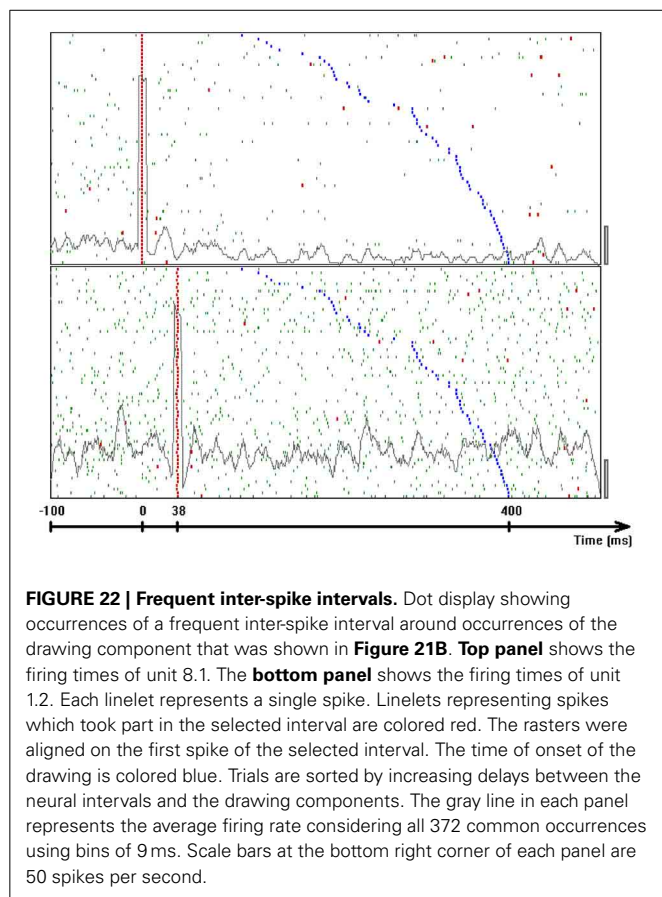 -100 0 38 400
Time (ms)
FIGURE 22 | Frequent inter-spike intervals. Dot display showing
occurrences of a frequent inter-spike interval around occurrences of the
drawing component that was shown in Figure 21B. Top panel shows the
firing times of unit 8.1. The bottom panel shows the firing times of unit
1.2. Each linelet represents a single spike. Linelets representing spikes
which took part in the selected interval are colored red. The rasters were
aligned on the first spike of the selected interval. The time of onset of the
drawing is colored blue. Trials are sorted by increasing delays between the
neural intervals and the drawing components. The gray line in each panel
represents the average firing rate considering all 372 common occurrences
using bins of 9 ms. Scale bars at the bottom right corner of each panel are
50 spikes per second.